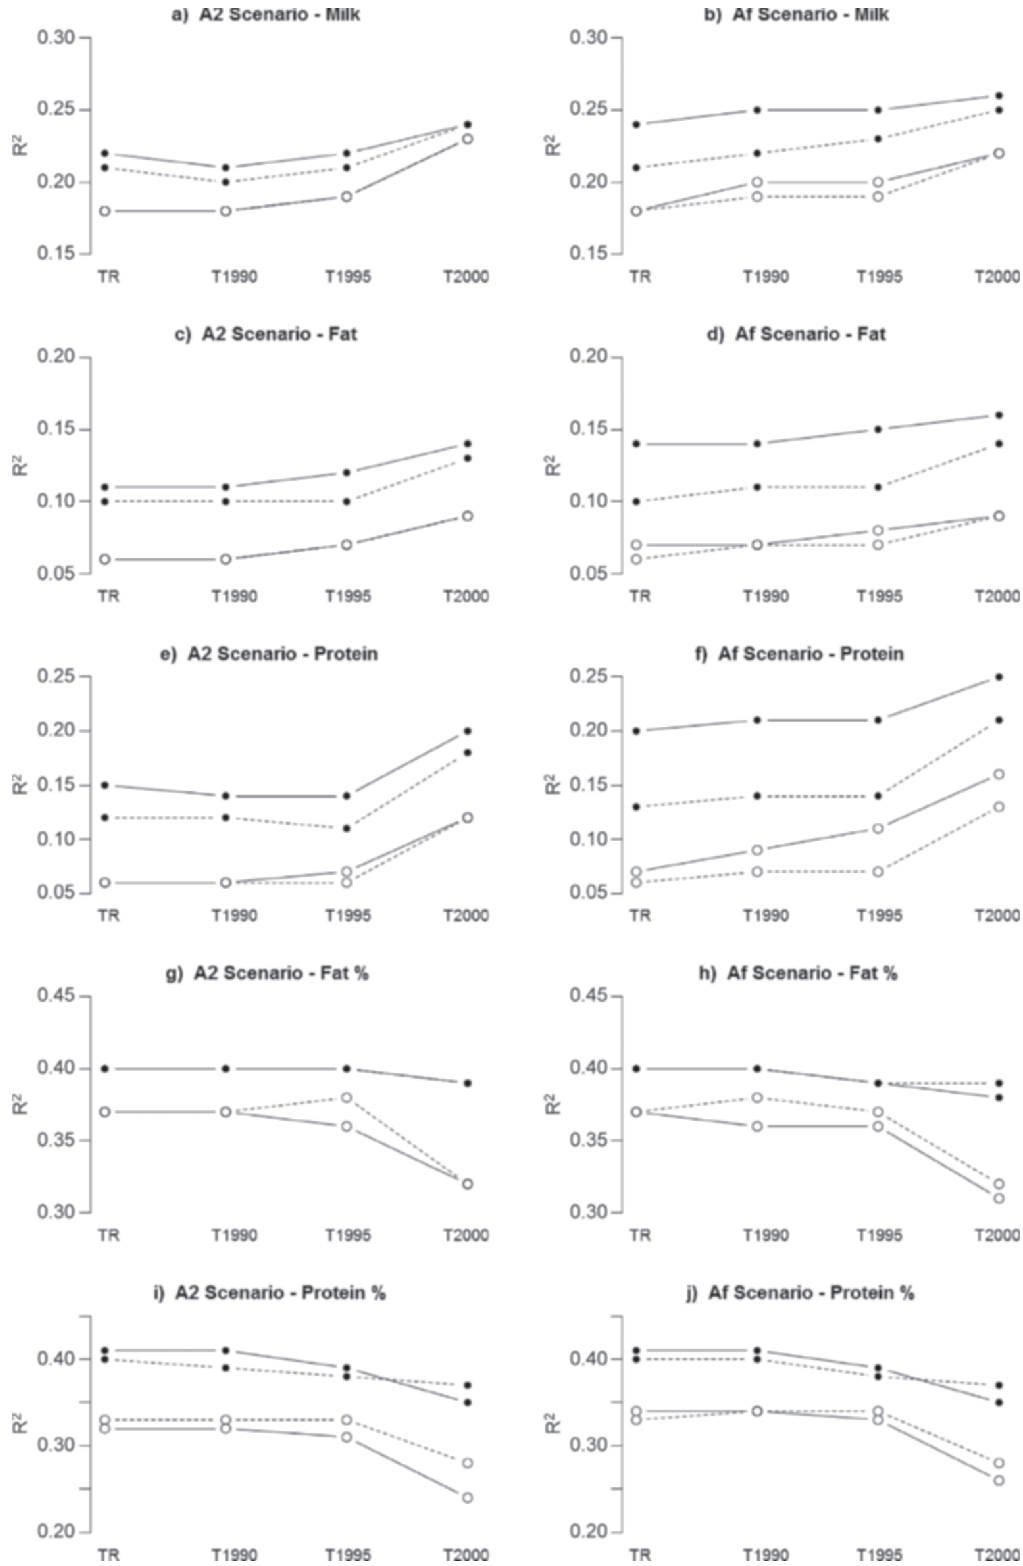 a) A2 Scenario - Milk
0.30
0.25
0.20
0.15
R²
TR T1990 T1995 T2000
b) Af Scenario - Milk
0.30
0.25
0.20
0.15
R²
TR T1990 T1995 T2000
c) A2 Scenario - Fat
0.20
0.15
0.10
0.05
R²
TR T1990 T1995 T2000
d) Af Scenario - Fat
0.20
0.15
0.10
0.05
R²
TR T1990 T1995 T2000
e) A2 Scenario - Protein
0.25
0.20
0.15
0.10
0.05
R²
TR T1990 T1995 T2000
f) Af Scenario - Protein
0.25
0.20
0.15
0.10
0.05
R²
TR T1990 T1995 T2000
g) A2 Scenario - Fat %
0.45
0.40
0.35
0.30
R²
TR T1990 T1995 T2000
h) Af Scenario - Fat %
0.45
0.40
0.35
0.30
R²
TR T1990 T1995 T2000
i) A2 Scenario - Protein %
0.40
0.30
0.20
R²
TR T1990 T1995 T2000
j) Af Scenario - Protein %
0.40
0.30
0.20
R²
TR T1990 T1995 T2000